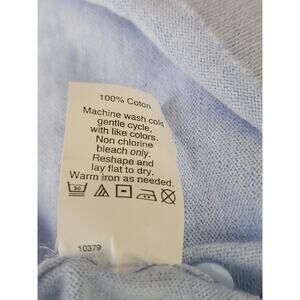 100% Coton
Machine wash cold
gentle cycle,
with like colors.
Non chlorine
bleach only.
Reshape and
lay flat to dry.
Warm iron as needed.
30
10379